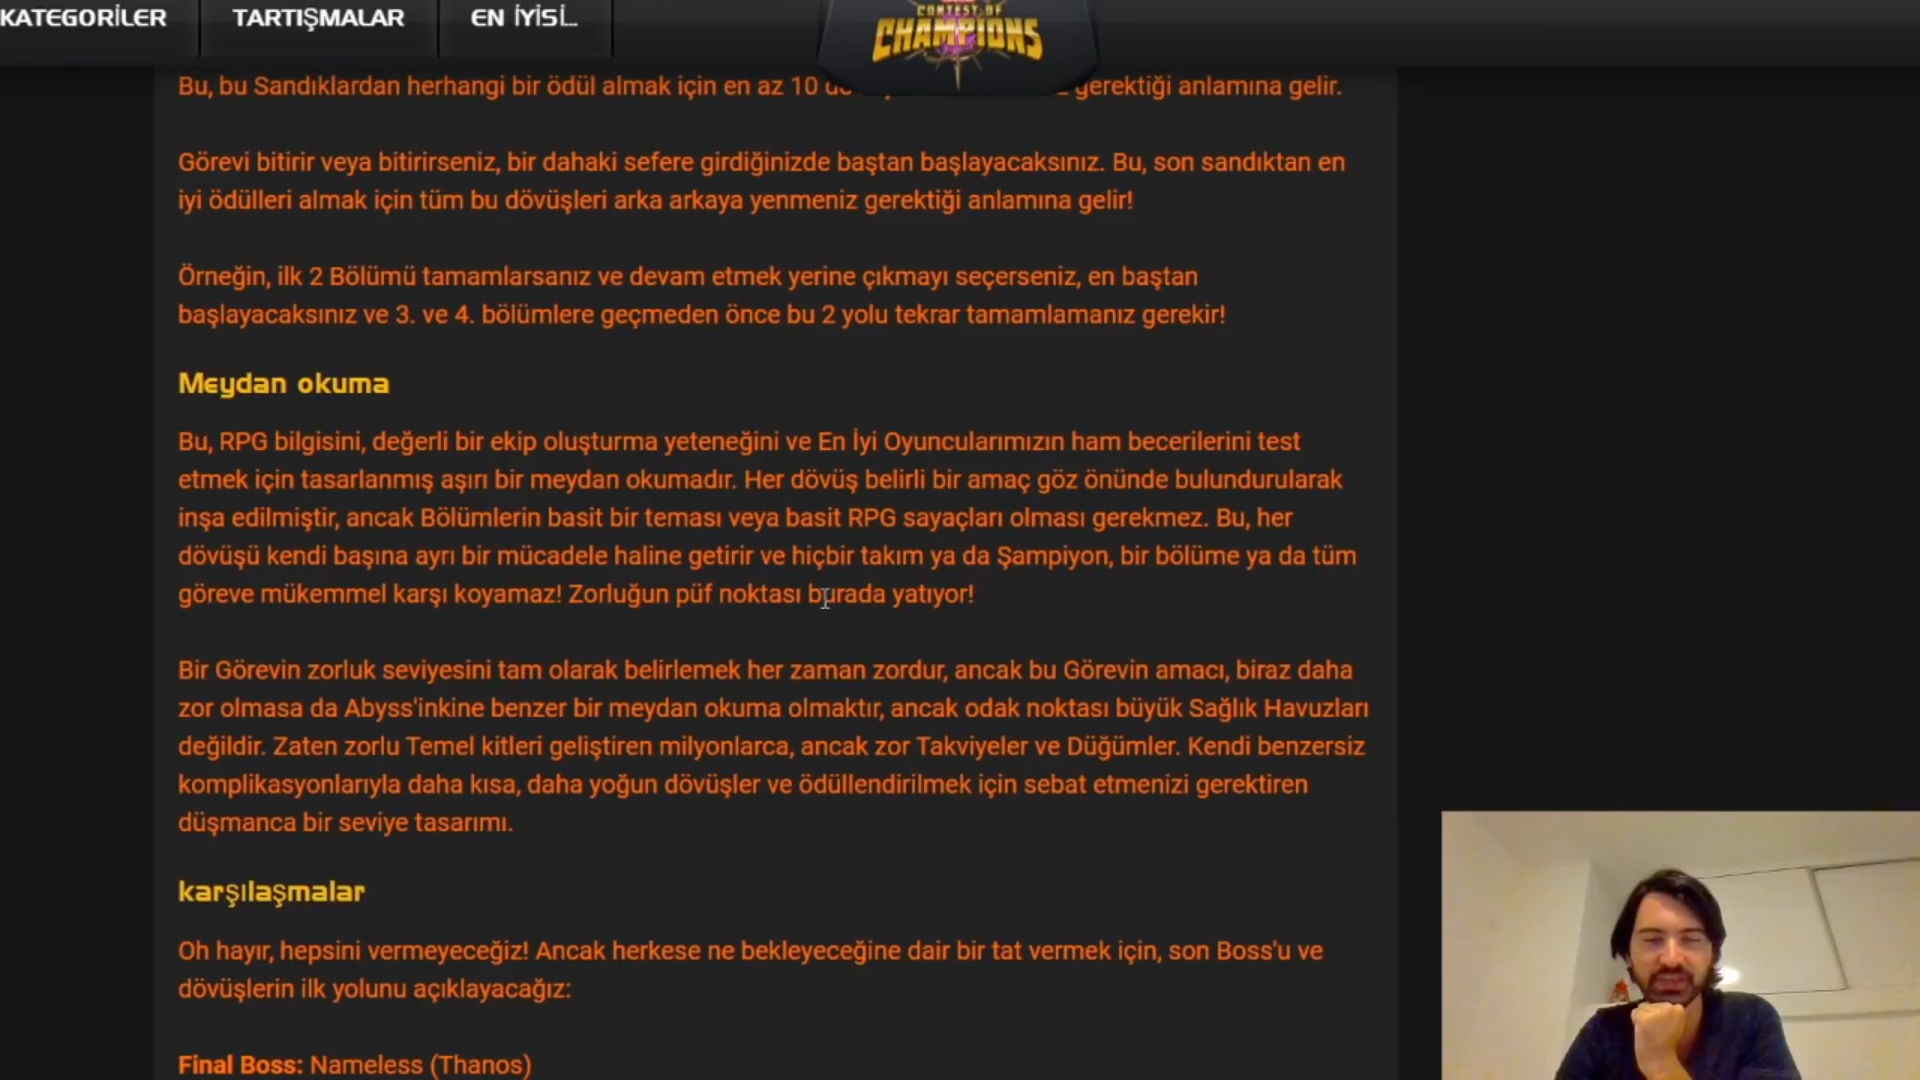 KATEGORİLER
TARTIŞMALAR
EN İYİSİ...
CONTEST OF
CHAMPIONS
Bu, bu Sandıklardan herhangi bir ödül almak için en az 10 gerektiği anlamına gelir.
Görevi bitirir veya bitirirseniz, bir dahaki sefere girdiğinizde baştan başlayacaksınız. Bu, son sandıktan en
iyi ödülleri almak için tüm bu dövüşleri arka arkaya yenmeniz gerektiği anlamına gelir!
Örneğin, ilk 2 Bölümü tamamlarsanız ve devam etmek yerine çıkmayı seçerseniz, en baştan
başlayacaksınız ve 3. ve 4. bölümlere geçmeden önce bu 2 yolu tekrar tamamlamanız gerekir!
Meydan okuma
Bu, RPG bilgisini, değerli bir ekip oluşturma yeteneğini ve En İyi Oyuncularımızın ham becerilerini test
etmek için tasarlanmış aşırı bir meydan okumadır. Her dövüş belirli bir amaç göz önünde bulundurularak
inşa edilmiştir, ancak Bölümlerin basit bir teması veya basit RPG sayaçları olması gerekmez. Bu, her
dövüşü kendi başına ayrı bir mücadele haline getirir ve hiçbir takım ya da Şampiyon, bir bölüme ya da tüm
göreve mükemmel karşı koyamaz! Zorluğun püf noktası burada yatıyor!
Bir Görevin zorluk seviyesini tam olarak belirlemek her zaman zordur, ancak bu Görevin amacı, biraz daha
zor olmasa da Abyss'inkine benzer bir meydan okuma olmaktır, ancak odak noktası büyük Sağlık Havuzları
değildir. Zaten zorlu Temel kitleri geliştiren milyonlarca, ancak zor Takviyeler ve Düğümler. Kendi benzersiz
komplikasyonlarıyla daha kısa, daha yoğun dövüşler ve ödüllendirilmek için sebat etmenizi gerektiren
düşmanca bir seviye tasarımı.
karşılaşmalar
Oh hayır, hepsini vermeyeceğiz! Ancak herkese ne bekleyeceğine dair bir tat vermek için, son Boss'u ve
dövüşlerin ilk yolunu açıklayacağız:
Final Boss: Nameless (Thanos)